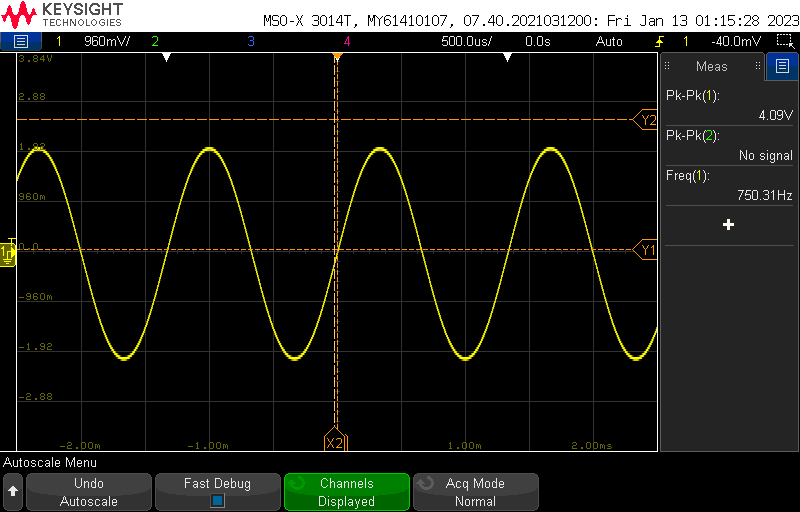 KEYSIGHT
TECHNOLOGIES
MSO-X 3014T, MY61410107, 07.40.2021031200: Fri Jan 13 01:15:28 2023
1 960mV/ 2 3 4 500.0us/ 0.0s Auto 1 -40.0mV
3.84V
2.88
1.92
960m
0.0
-960m
-1.92
-2.88
Y2
Y1
1
T
-2.00m -1.00m 1.00m 2.00ms
X2
Meas
Pk-Pk(1):
4.09V
Pk-Pk(2):
No signal
Freq(1):
750.31Hz
+
Autoscale Menu
Undo
Autoscale
Fast Debug
Channels
Displayed
Acq Mode
Normal